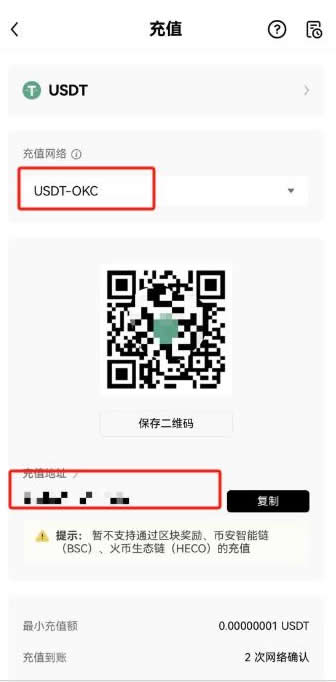 充值
USDT
充值网络
USDT-OKC
保存二维码
充值地址
复制
提示： 暂不支持通过区块奖励、币安智能链
（BSC）、火币生态链（HECO）的充值
最小充值额
0.00000001 USDT
充值到账
2 次网络确认